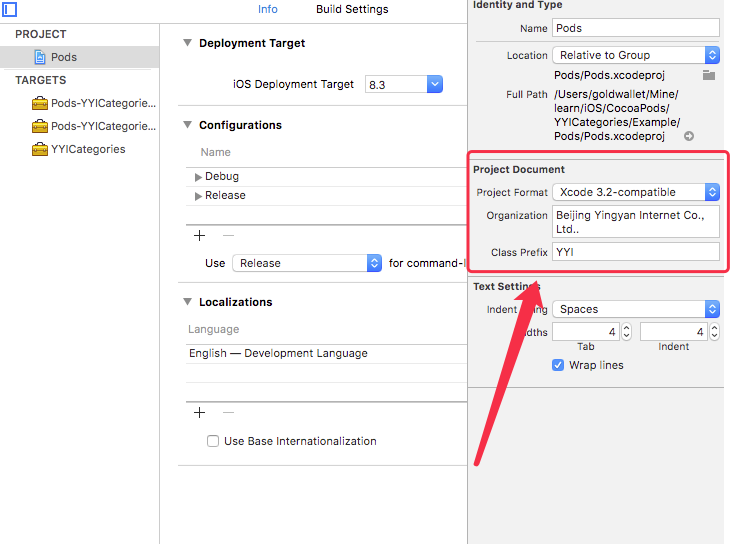 Info
Build Settings
PROJECT
Pods
TARGETS
Pods-YYICategorie...
Pods-YYICategorie...
YYICategories
Deployment Target
iOS Deployment Target 8.3
Configurations
Name
Debug
Release
Use Release for command-
Localizations
Language
English — Development Language
Use Base Internationalization
Identity and Type
Name Pods
Location Relative to Group
Pods/Pods.xcodeproj
Full Path /Users/goldwallet/Mine/
learn/iOS/CocoaPods/
YYICategories/Example/
Pods/Pods.xcodeproj
Project Document
Project Format Xcode 3.2-compatible
Organization Beijing Yingyan Internet Co.,
Ltd..
Class Prefix YYI
Text Settings
Indent Spaces
4 4
Tab Indent
Wrap lines